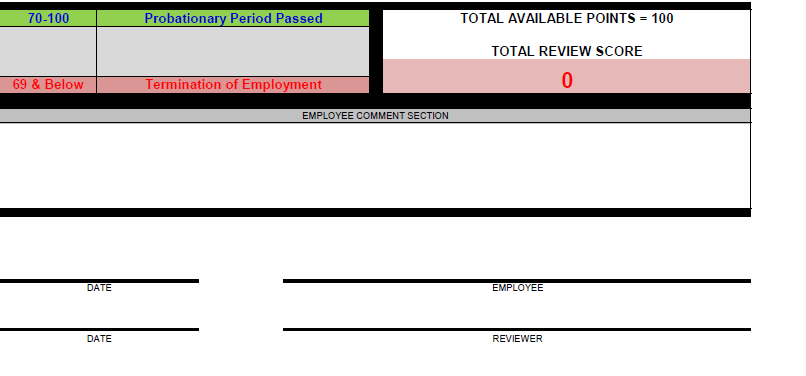 70-100 Probationary Period Passed TOTAL AVAILABLE POINTS = 100
TOTAL REVIEW SCORE
69 & Below Termination of Employment 0
EMPLOYEE COMMENT SECTION
DATE EMPLOYEE
DATE REVIEWER